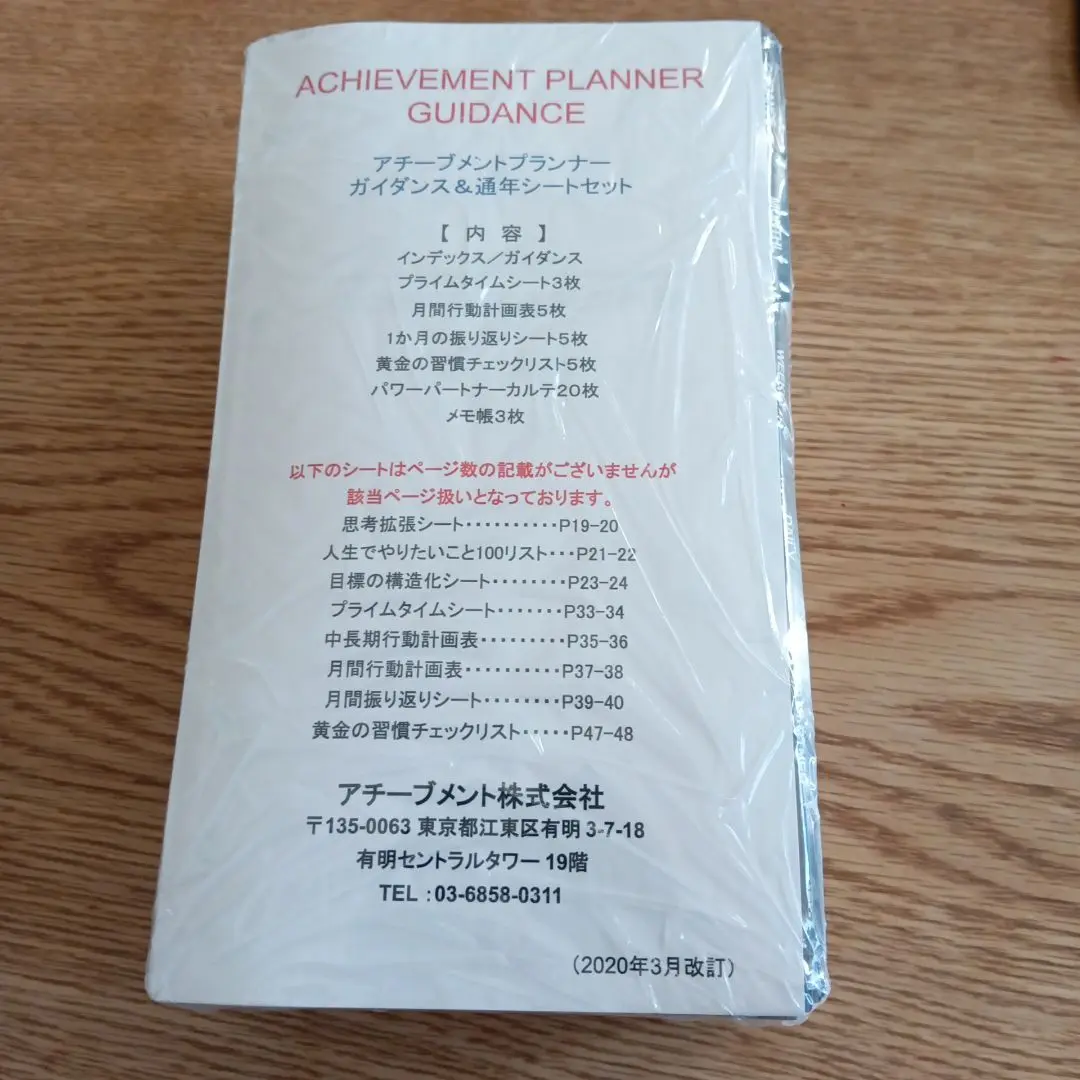 ACHIEVEMENT PLANNER
GUIDANCE
アチーブメントプランナー
ガイダンス＆通年シートセット
【 内 容 】
インデックス／ガイダンス
プライムタイムシート3枚
月間行動計画表5枚
1か月の振り返りシート5枚
黄金の習慣チェックリスト5枚
パワーパートナーカルテ20枚
メモ帳3枚
以下のシートはページ数の記載がございませんが
該当ページ扱いとなっております。
思考拡張シート・・・・・・・・・・P19-20
人生でやりたいこと100リスト・・・P21-22
目標の構造化シート・・・・・・・・P23-24
プライムタイムシート・・・・・・・P33-34
中長期行動計画表・・・・・・・・・P35-36
月間行動計画表・・・・・・・・・・P37-38
月間振り返りシート・・・・・・・・P39-40
黄金の習慣チェックリスト・・・・・P47-48
アチーブメント株式会社
〒135-0063 東京都江東区有明 3-7-18
有明セントラルタワー 19階
TEL：03-6858-0311
（2020年3月改訂）
DAILY